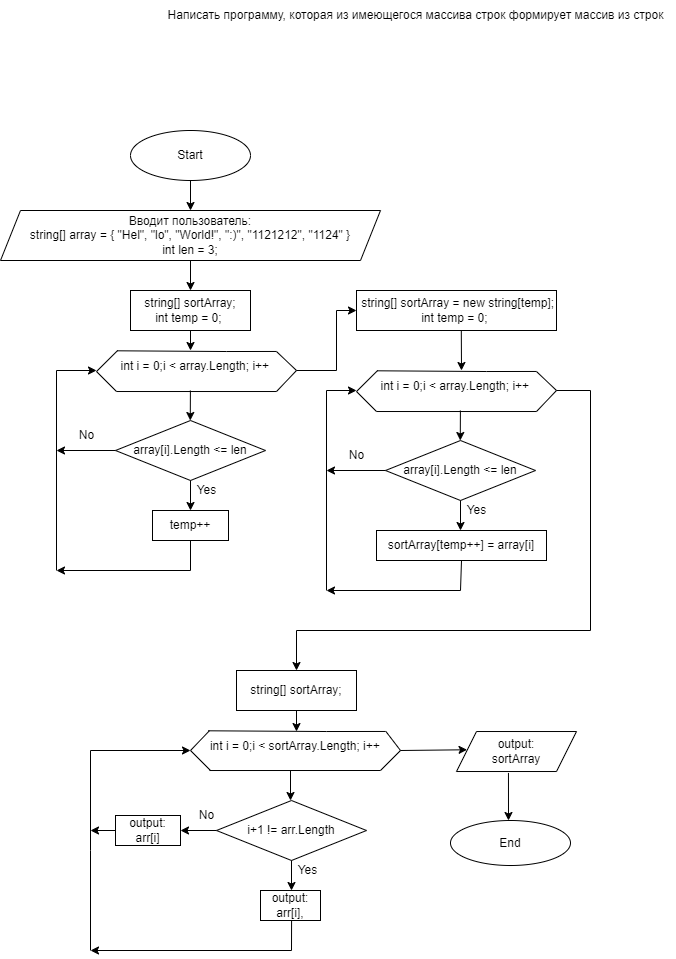 Написать программу, которая из имеющегося массива строк формирует массив из строк
Start
Вводит пользователь:
string[] array = { "Hel", "lo", "World!", ":)", "1121212", "1124" }
int len = 3;
string[] sortArray;
int temp = 0;
int i = 0;i < array.Length; i++
No
array[i].Length <= len
Yes
temp++
string[] sortArray = new string[temp];
int temp = 0;
int i = 0;i < array.Length; i++
No
array[i].Length <= len
Yes
sortArray[temp++] = array[i]
string[] sortArray;
int i = 0;i < sortArray.Length; i++
output:
sortArray
No
output:
arr[i]
i+1 != arr.Length
End
Yes
output:
arr[i],